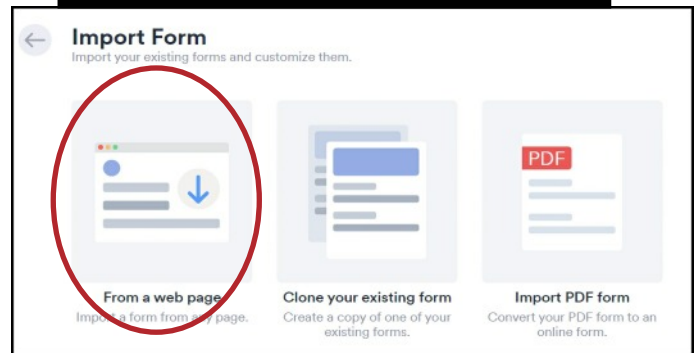 Import Form
Import your existing forms and customize them.
PDF
From a web page
Clone your existing form
Import PDF form
Import a form from any page.
Create a copy of one of your
existing forms.
Convert your PDF form to an
online form.